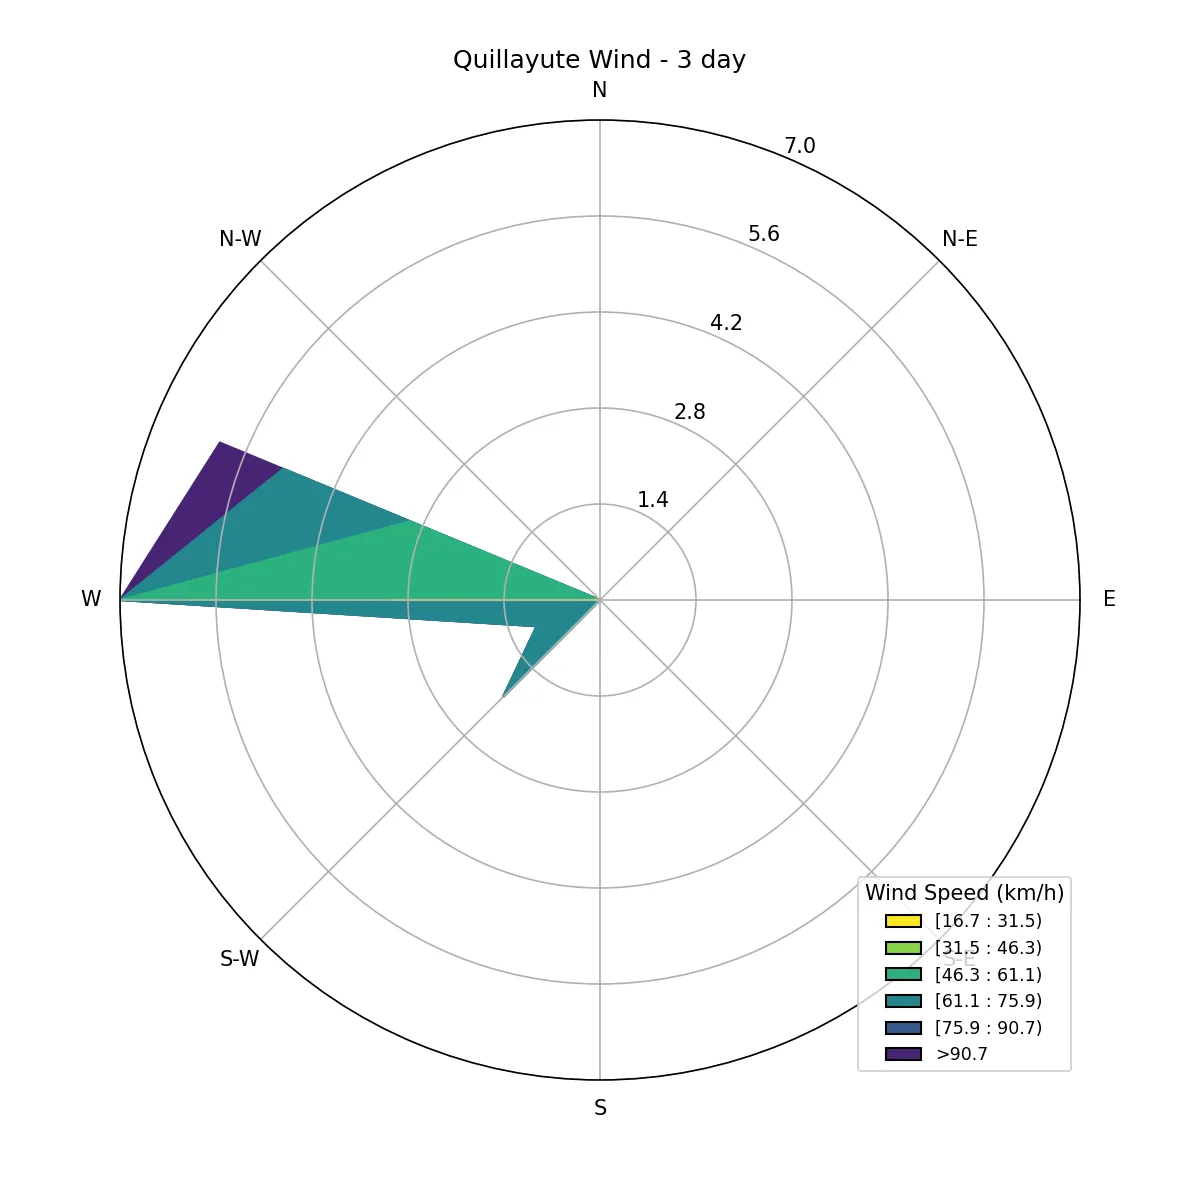 Quillayute Wind - 3 day
N
7.0
N-W
N-E
5.6
4.2
2.8
1.4
W
E
S-W
S-E
S
Wind Speed (km/h)
[16.7 : 31.5)
[31.5 : 46.3)
[46.3 : 61.1)
[61.1 : 75.9)
[75.9 : 90.7)
>90.7